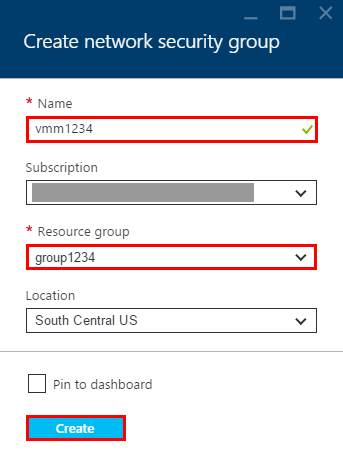 Create network security group
* Name
vmm1234
Subscription
* Resource group
group1234
Location
South Central US
Pin to dashboard
Create